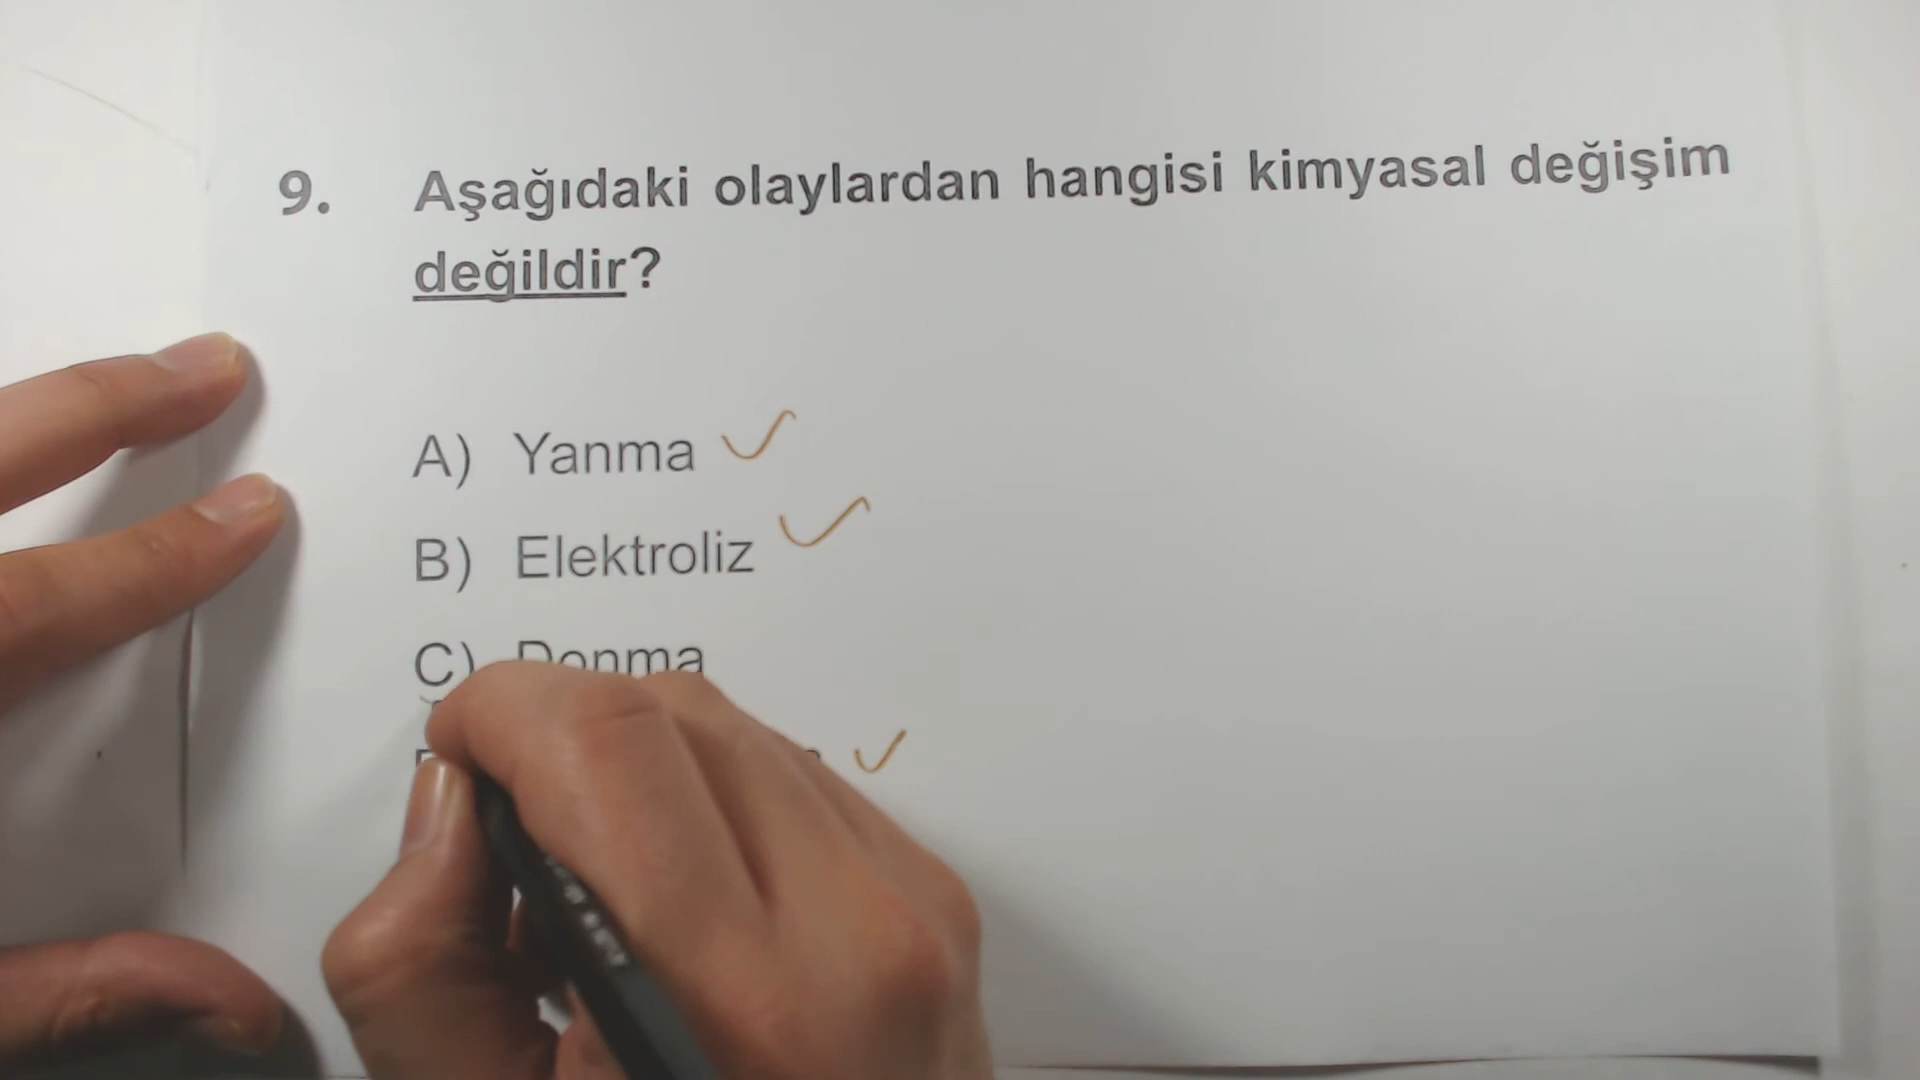 9. Aşağıdaki olaylardan hangisi kimyasal değişim
değildir?
A) Yanma
B) Elektroliz
C) Donma